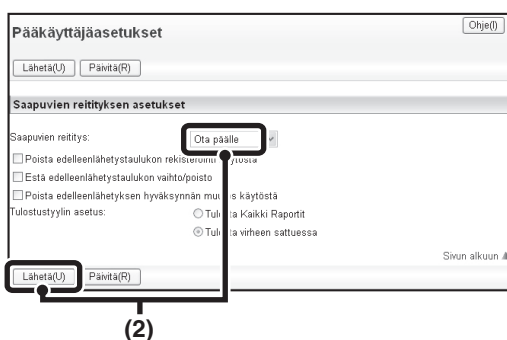 Pääkäyttäjäasetukset
Ohje(I)
Lähetä(U) Päivitä(R)
Saapuvien reitityksen asetukset
Saapuvien reititys: Ota päälle
Poista edelleenlähetystaulukon rekisteröinti käytöstä
Estä edelleenlähetystaulukon vaihto/poisto
Poista edelleenlähetyksen hyväksynnän muutos käytöstä
Tulostustyylin asetus: Tulosta Kaikki Raportit
Tulosta virheen sattuessa
Sivun alkuun
Lähetä(U) Päivitä(R)
(2)